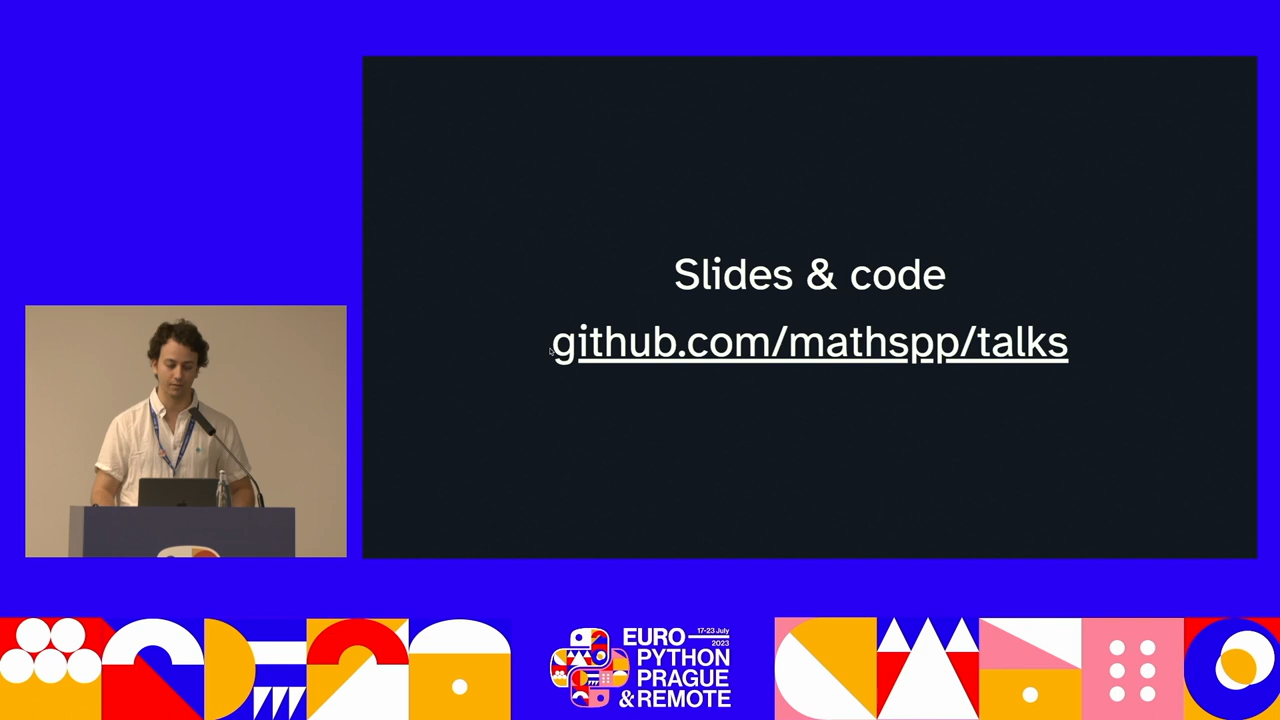 Slides & code
github.com/mathspp/talks
EURO 17-23 July
2023
PYTHON
PRAGUE
& REMOTE